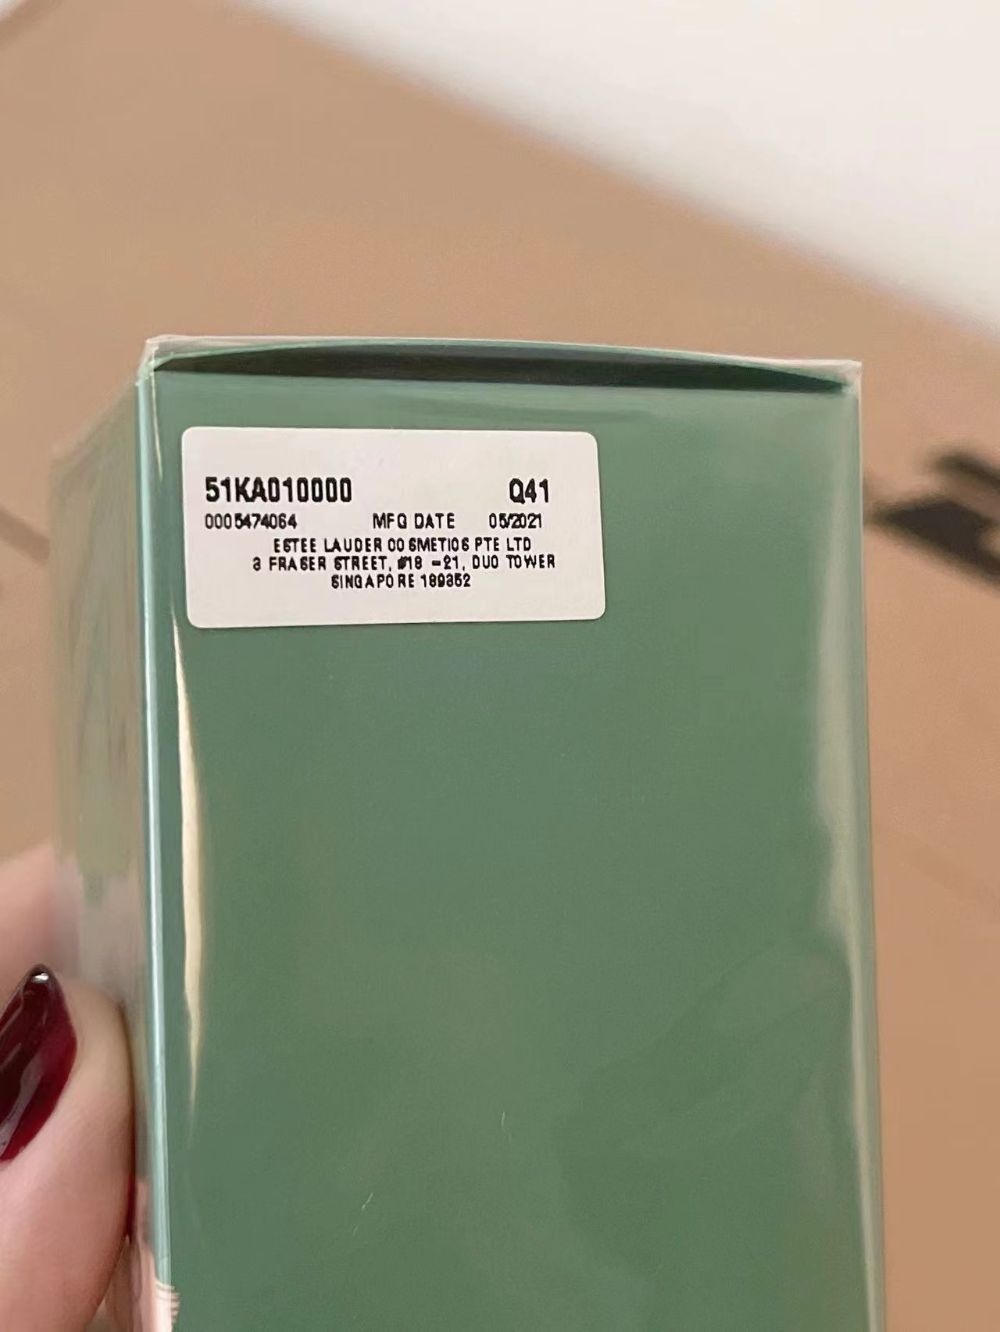 51KA010000 Q41
0005474064 MFG DATE 05/2021
ESTEE LAUDER COSMETICS PTE LTD
3 FRASER STREET, #18 -21, DUO TOWER
SINGAPORE 189352